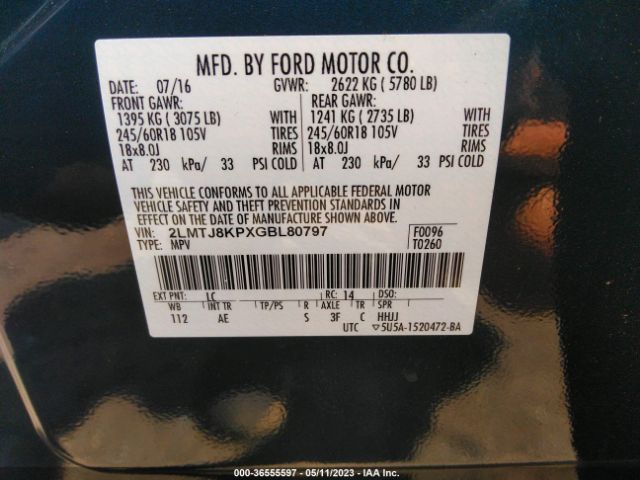 MFD. BY FORD MOTOR CO.
DATE: 07/16 GVWR: 2622 KG ( 5780 LB)
FRONT GAWR: REAR GAWR:
1395 KG ( 3075 LB) WITH 1241 KG ( 2735 LB) WITH
245/60R18 105V TIRES 245/60R18 105V TIRES
18x8.0J RIMS 18x8.0J RIMS
AT 230 kPa/ 33 PSI COLD AT 230 kPa/ 33 PSI COLD
THIS VEHICLE CONFORMS TO ALL APPLICABLE FEDERAL MOTOR
VEHICLE SAFETY AND THEFT PREVENTION STANDARDS IN
EFFECT ON THE DATE OF MANUFACTURE SHOWN ABOVE.
VIN: 2LMTJ8KPXGBL80797 F0096
TYPE: MPV T0260
EXT PNT: LC RC: 14 DSO:
WB INT TR TP/PS R AXLE TR SPR
112 AE S 3F C HHJJ
UTC ▽5U5A-1520472-BA
000-36555597 - 05/11/2023 - IAA Inc.